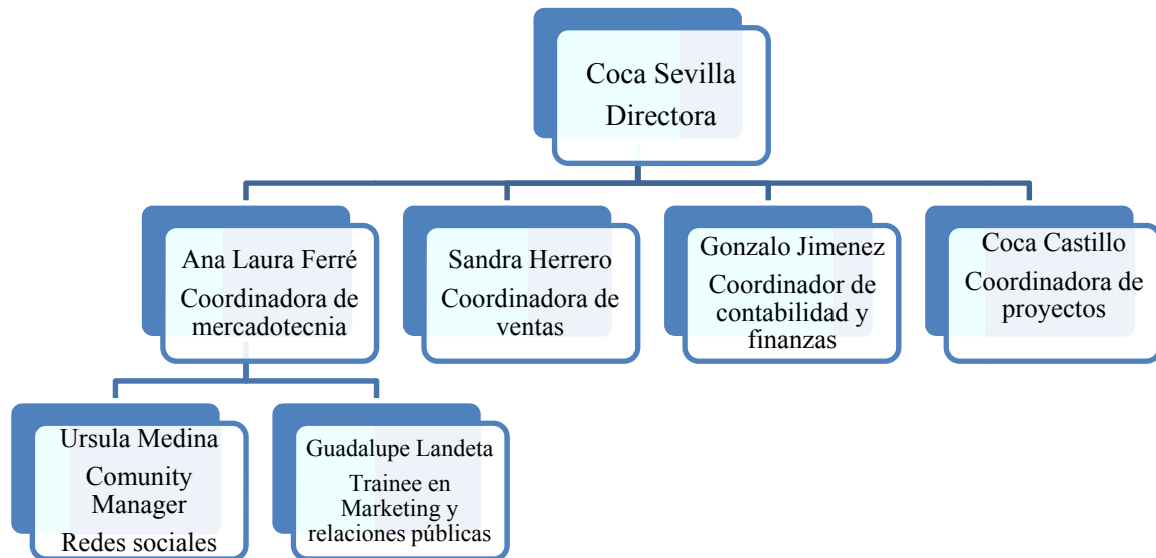 Coca Sevilla
Directora
Ana Laura Ferré
Coordinadora de
mercadotecnia
Sandra Herrero
Coordinadora de
ventas
Gonzalo Jimenez
Coordinador de
contabilidad y
finanzas
Coca Castillo
Coordinadora de
proyectos
Ursula Medina
Comunity
Manager
Redes sociales
Guadalupe Landeta
Trainee en
Marketing y
relaciones públicas